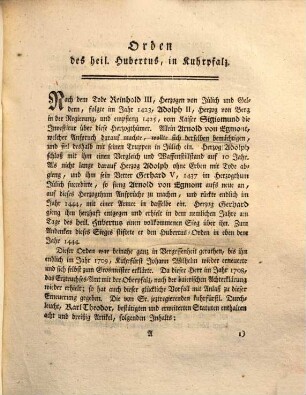 Orden
des heil. Hubertus, in Kuhrpfalz.
Nach dem Tode Reinhold III, Herzogen von Jülich und Gel-
dern, folgte im Jahr 1423, Adolph II, Herzog von Berg
in der Regierung, und empfieng 1425, von Kaiser Sigismund die
Investitur über diese Herzogthümer. Allein Arnold von Egmont,
welcher Anspruch darauf machte, wollte sich derselben bemächtigen,
und fiel deshalb mit seinen Truppen in Jülich ein. Herzog Adolph
schloß mit ihm einen Vergleich und Waffenstillstand auf 10 Jahr.
Als nicht lange darauf Herzog Adolph ohne Erben mit Tode ab-
gieng, und ihm sein Vetter Gerhard V, 1437 im Herzogthum
Jülich succedirte, so fieng Arnold von Egmont aufs neue an,
auf dieses Herzogthum Ansprüche zu machen, und rückte endlich im
Jahr 1444, mit einer Armee in dasselbe ein. Herzog Gerhard
gieng ihm herzhaft entgegen und erhielt in dem nemlichen Jahre am
Tage des heil. Hubertus einen vollkommenen Sieg über ihn. Zum
Andenken dieses Sieges stiftete er den Hubertus-Orden in eben dem
Jahr 1444.
Dieser Orden war beinahe ganz in Vergessenheit gerathen, bis ihn
endlich im Jahr 1709, Kuhrfürst Johann Wilhelm wieder erneuerte
und sich selbst zum Großmeister erklärte. Da dieser Herr im Jahr 1708,
das Erztruchseß-Amt mit der Oberpfalz, nach der baierischen Achtserklärung
wieder erhielt; so hat auch dieser glückliche Vorfall mit Anlaß zu dieser
Erneuerung gegeben. Die von Sr. jeztregierenden kuhrfürstl. Durch-
leucht, Karl Theodor, bestätigten und erweiterten Statuten enthalten
acht und dreißig Artikel, folgenden Inhalts:
A 1)